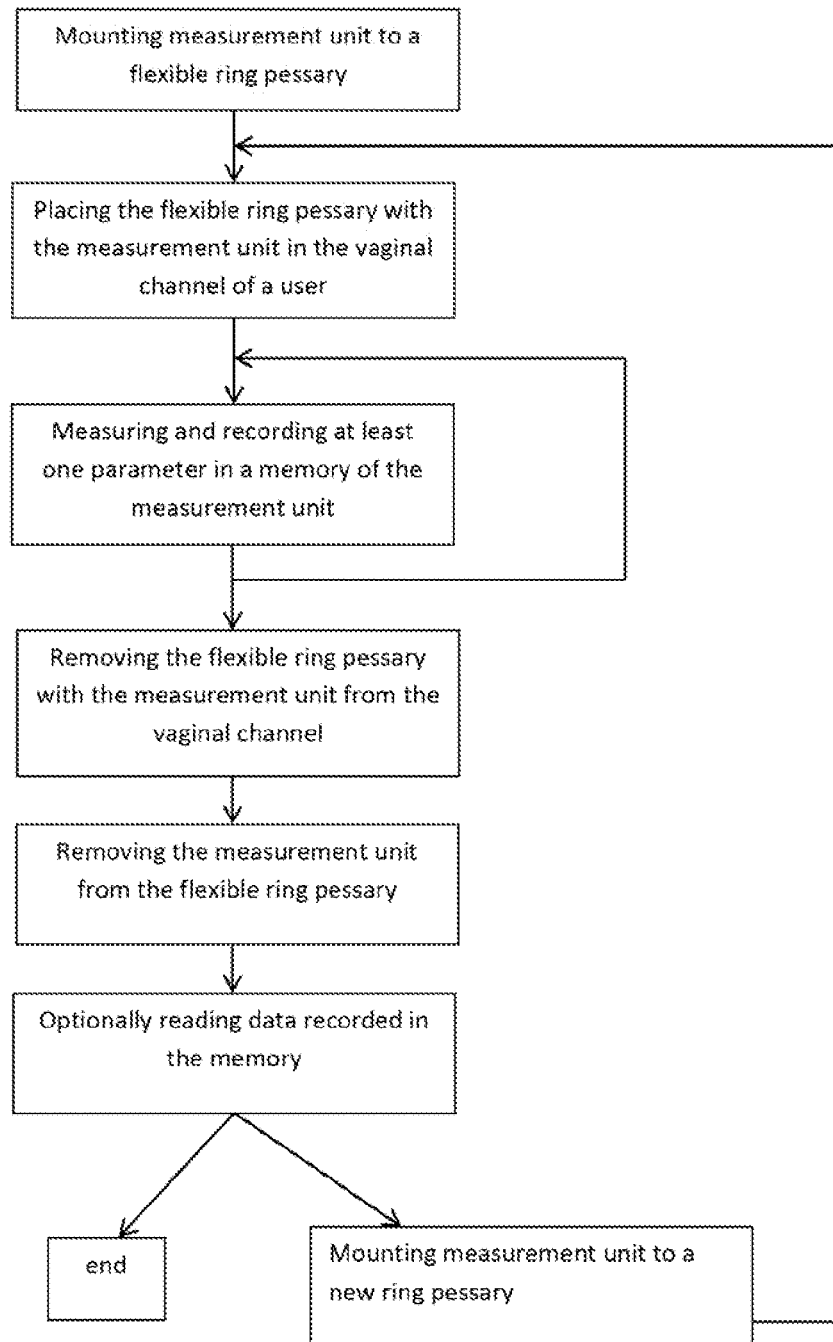 Mounting measurement unit to a
flexible ring pessary
Placing the flexible ring pessary with
the measurement unit in the vaginal
channel of a user
Measuring and recording at least
one parameter in a memory of the
measurement unit
Removing the flexible ring pessary
with the measurement unit from the
vaginal channel
Removing the measurement unit
from the flexible ring pessary
Optionally reading data recorded in
the memory
end
Mounting measurement unit to a
new ring pessary